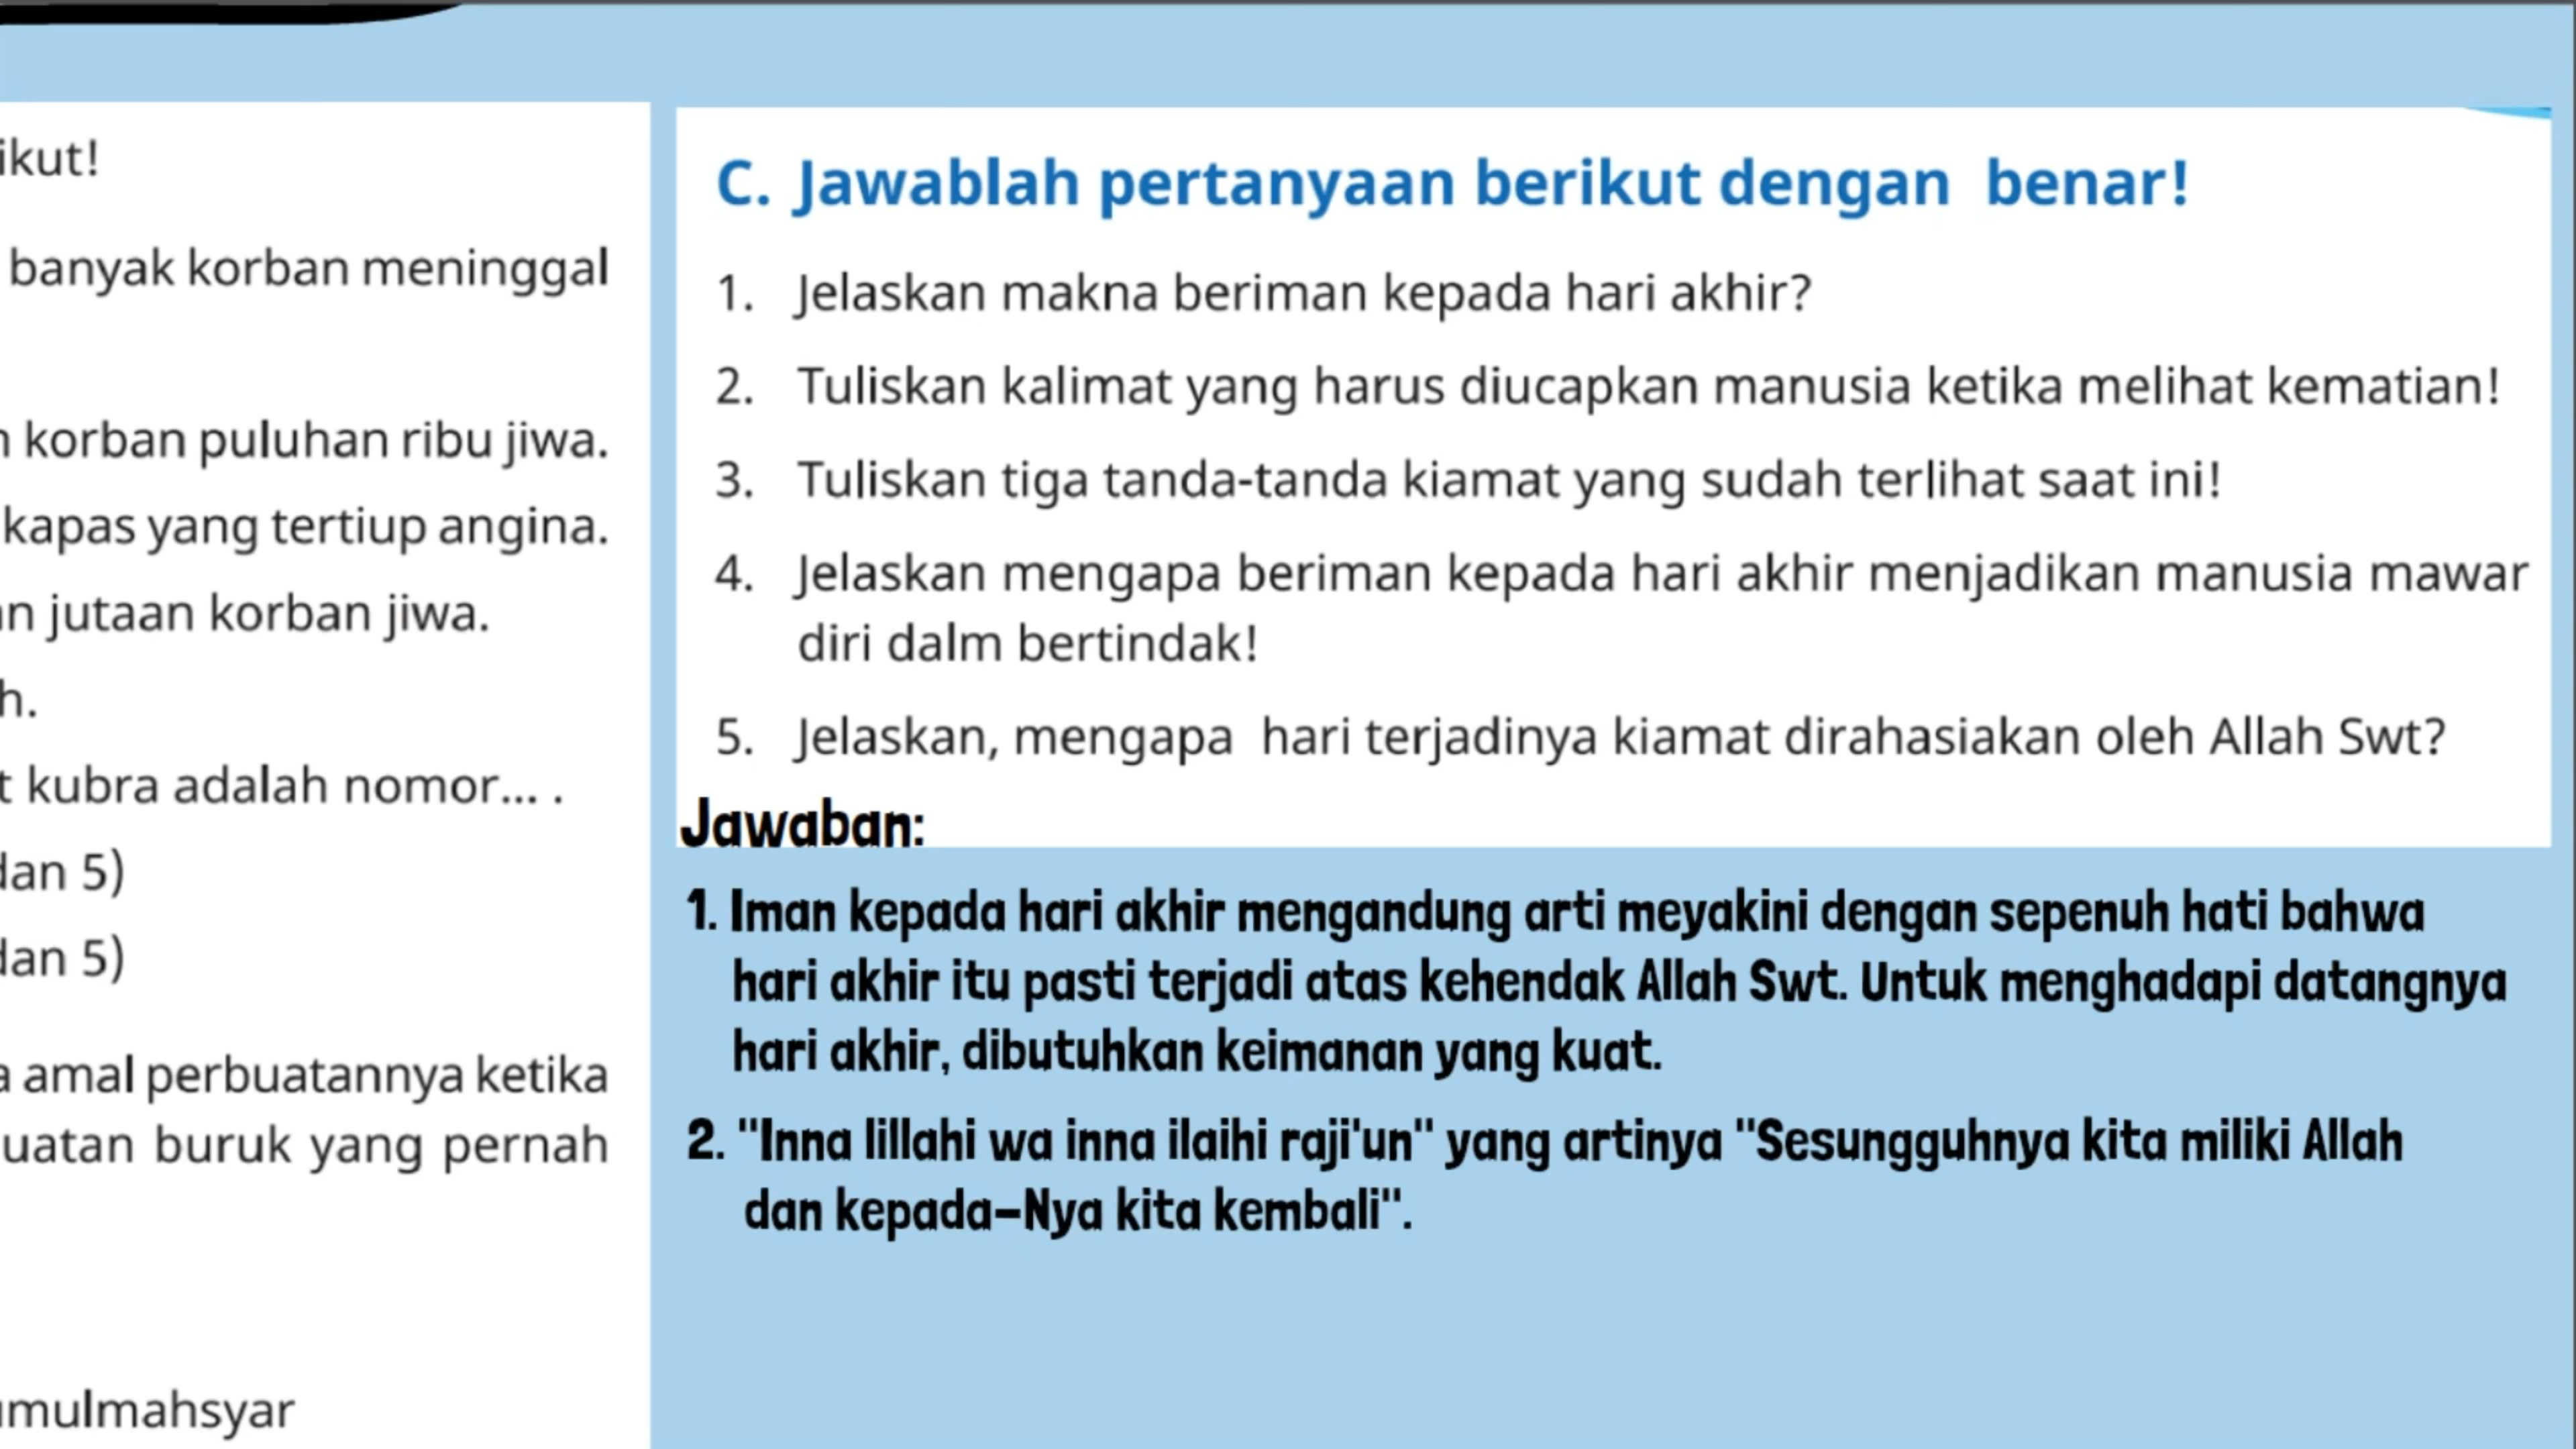 ikut!
banyak korban meninggal
korban puluhan ribu jiwa.
kapas yang tertiup angina.
jutaan korban jiwa.
h.
kubra adalah nomor... .
dan 5)
dan 5)
amal perbuatannya ketika
uatan buruk yang pernah
umulmahsyar
C. Jawablah pertanyaan berikut dengan benar!
1. Jelaskan makna beriman kepada hari akhir?
2. Tuliskan kalimat yang harus diucapkan manusia ketika melihat kematian!
3. Tuliskan tiga tanda-tanda kiamat yang sudah terlihat saat ini!
4. Jelaskan mengapa beriman kepada hari akhir menjadikan manusia mawar
diri dalm bertindak!
5. Jelaskan, mengapa hari terjadinya kiamat dirahasiakan oleh Allah Swt?
Jawaban:
1. Iman kepada hari akhir mengandung arti meyakini dengan sepenuh hati bahwa
hari akhir itu pasti terjadi atas kehendak Allah Swt. Untuk menghadapi datangnya
hari akhir, dibutuhkan keimanan yang kuat.
2. "Inna lillahi wa inna ilaihi raji'un" yang artinya "Sesungguhnya kita miliki Allah
dan kepada-Nya kita kembali".